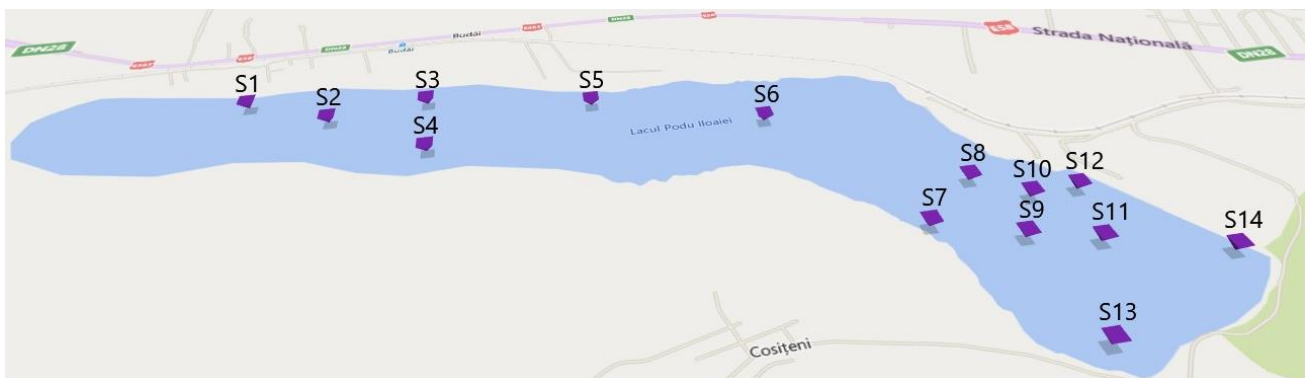 DN28
Budăi
Budăi
Strada Națională
DN28
S1
S2
S3
S4
S5
S6
Lacul Podu Iloaiei
S7
S8
S9
S10
S11
S12
S13
S14
Cosițeni